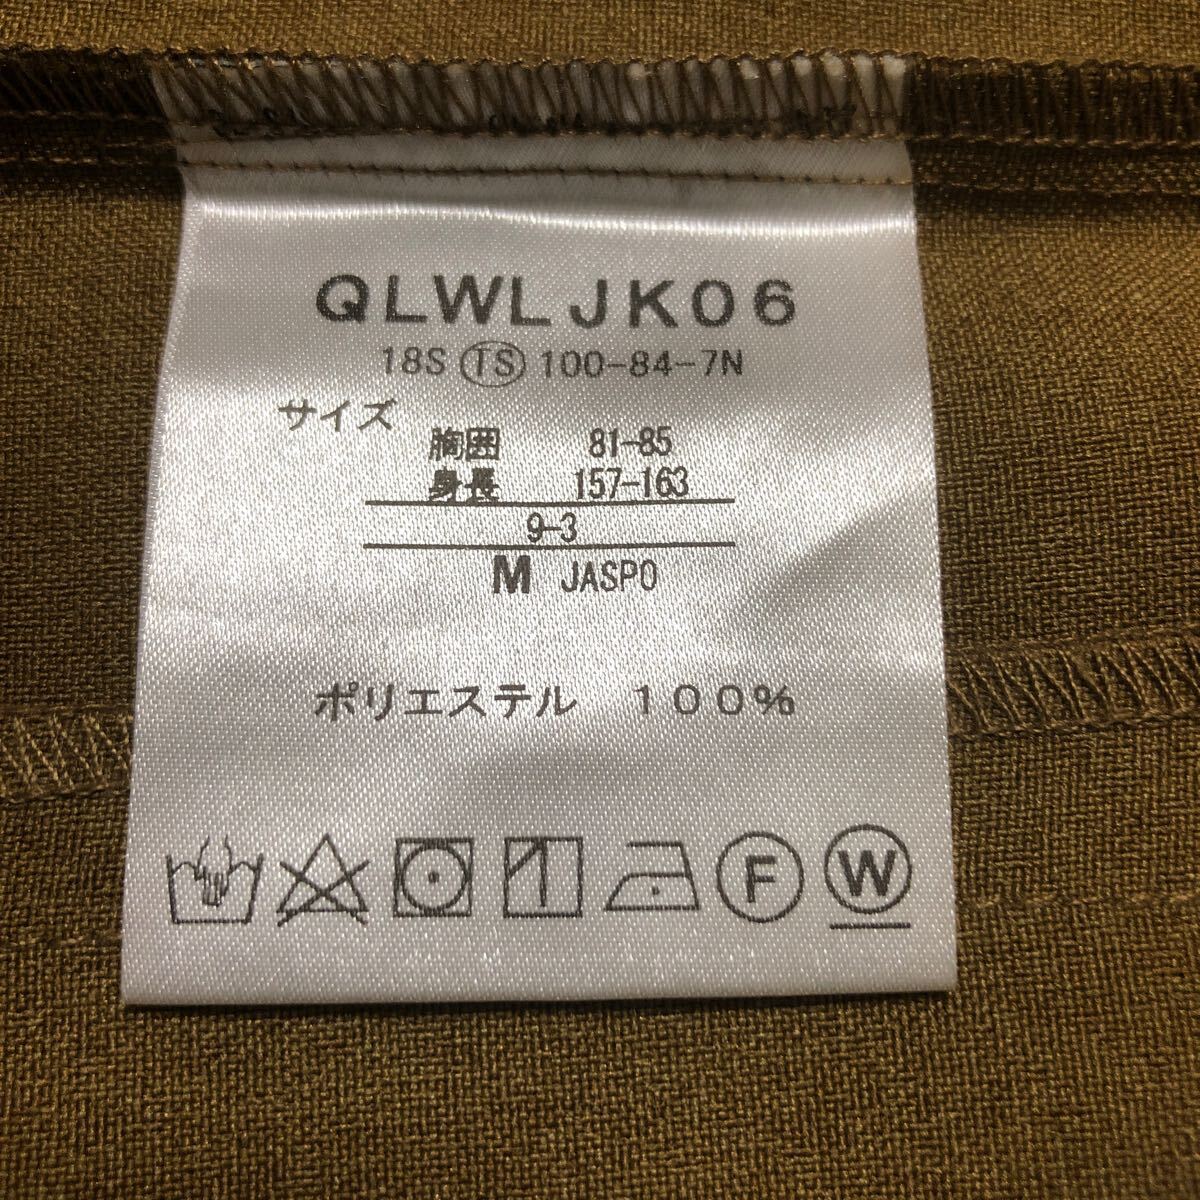 QLWLJK06
18S TS 100-84-7N
サイズ
胸囲 81-85
身長 157-163
9-3
M JASPO
ポリエステル 100%
F W